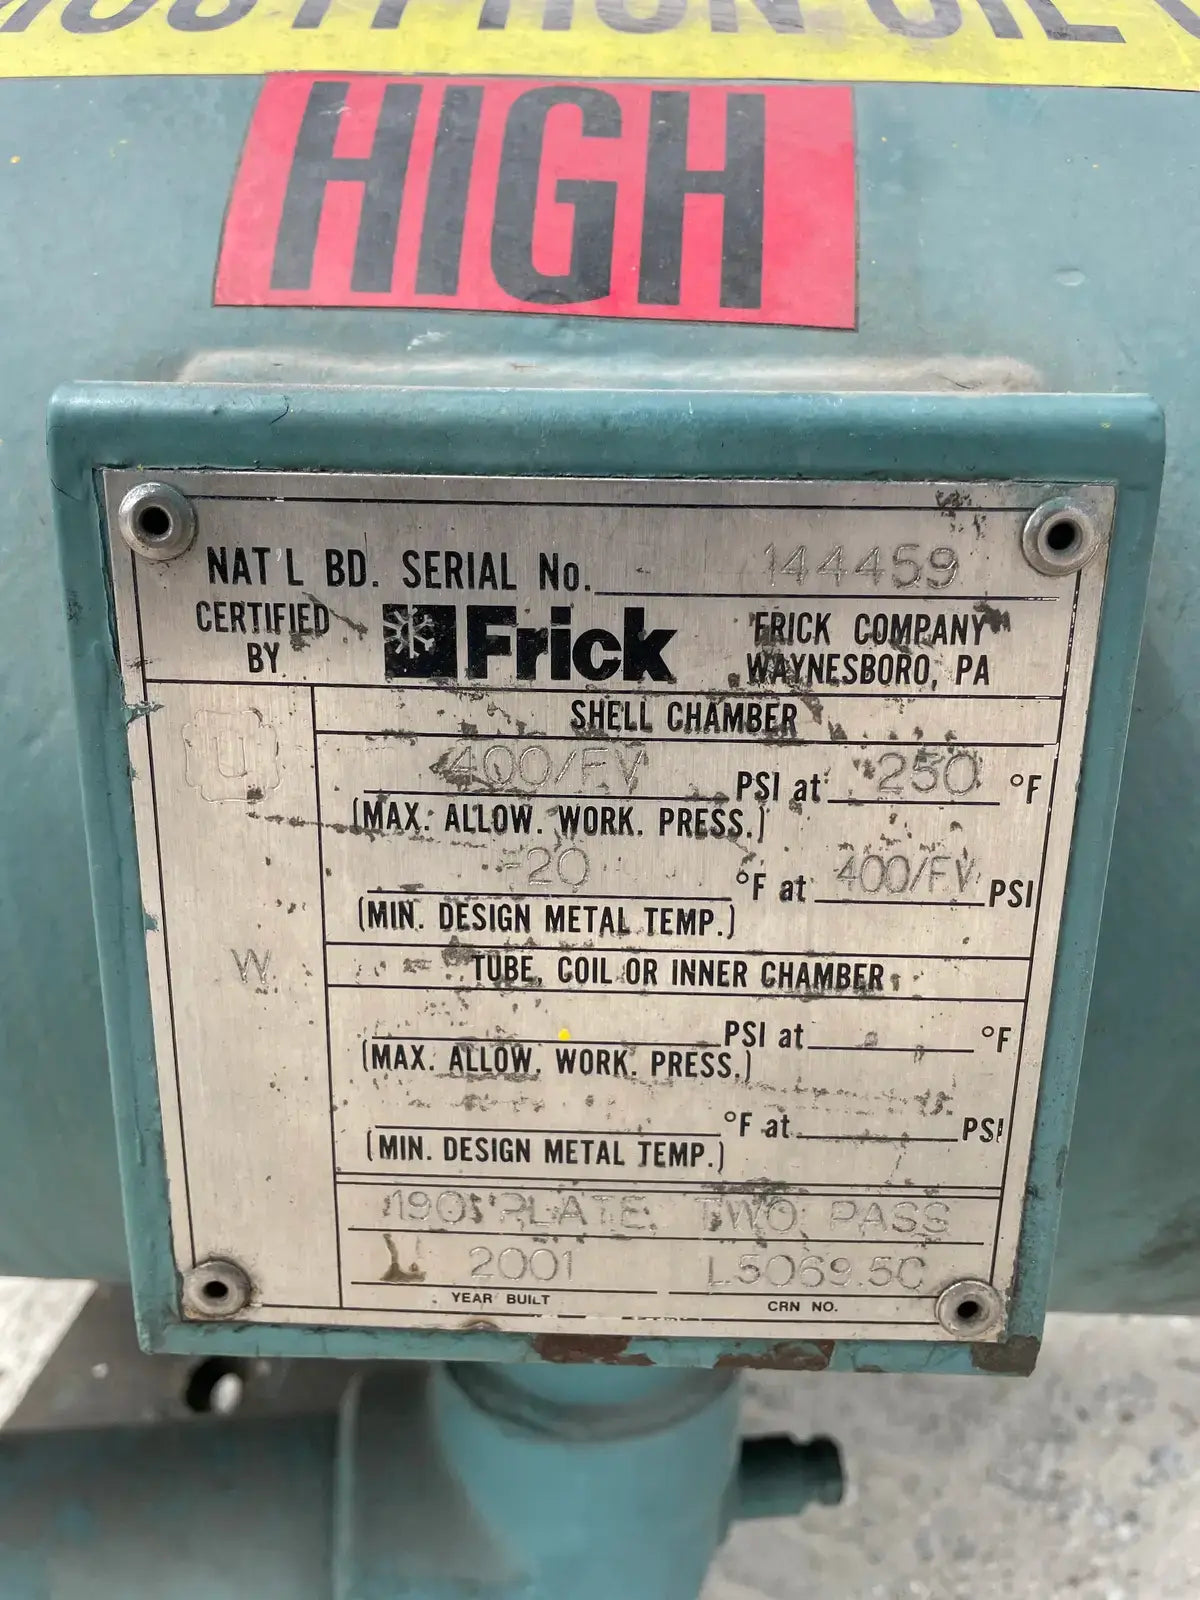 HIGH
NAT'L BD. SERIAL No. 144459
CERTIFIED BY Frick FRICK COMPANY
WAYNESBORO, PA
SHELL CHAMBER
400/FV PSI at 250 °F
(MAX. ALLOW. WORK. PRESS.)
-20 °F at 400/FV PSI
(MIN. DESIGN METAL TEMP.)
U
W
TUBE, COIL OR INNER CHAMBER
PSI at °F
(MAX. ALLOW. WORK. PRESS.)
°F at PSI
(MIN. DESIGN METAL TEMP.)
PLATE TWO PASS
2001 L5069.5C
YEAR BUILT CRN NO.